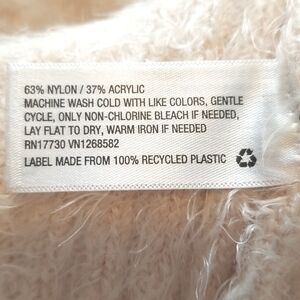 63% NYLON / 37% ACRYLIC
MACHINE WASH COLD WITH LIKE COLORS, GENTLE
CYCLE, ONLY NON-CHLORINE BLEACH IF NEEDED,
LAY FLAT TO DRY, WARM IRON IF NEEDED
RN17730 VN1268582
LABEL MADE FROM 100% RECYCLED PLASTIC